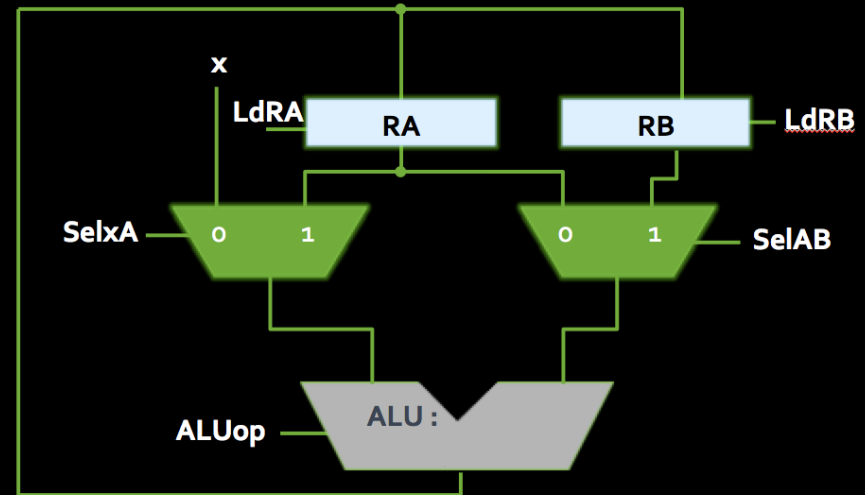 x
LdRA
RA
RB
LdRB
SelxA
0
1
0
1
SelAB
ALU :
ALUop